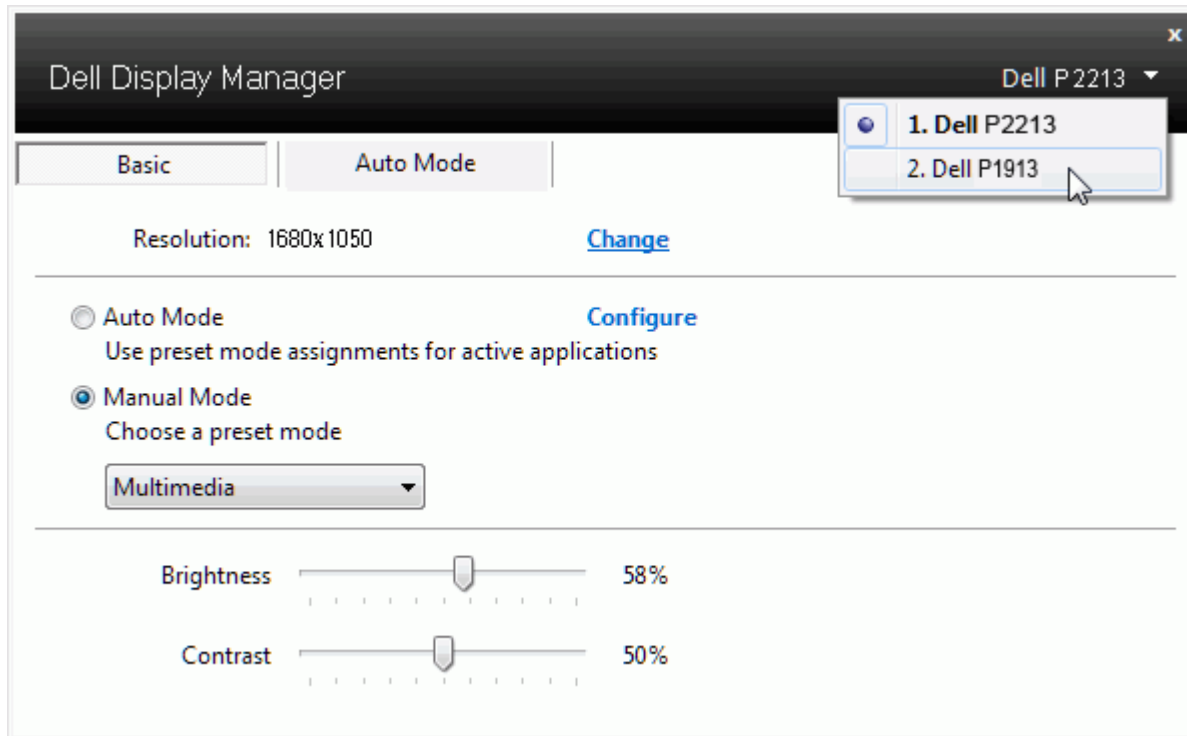 x
Dell Display Manager
Dell P2213
1. Dell P2213
2. Dell P1913
Basic
Auto Mode
Resolution: 1680x1050 Change
Auto Mode Configure
Use preset mode assignments for active applications
Manual Mode
Choose a preset mode
Multimedia
Brightness 58%
Contrast 50%